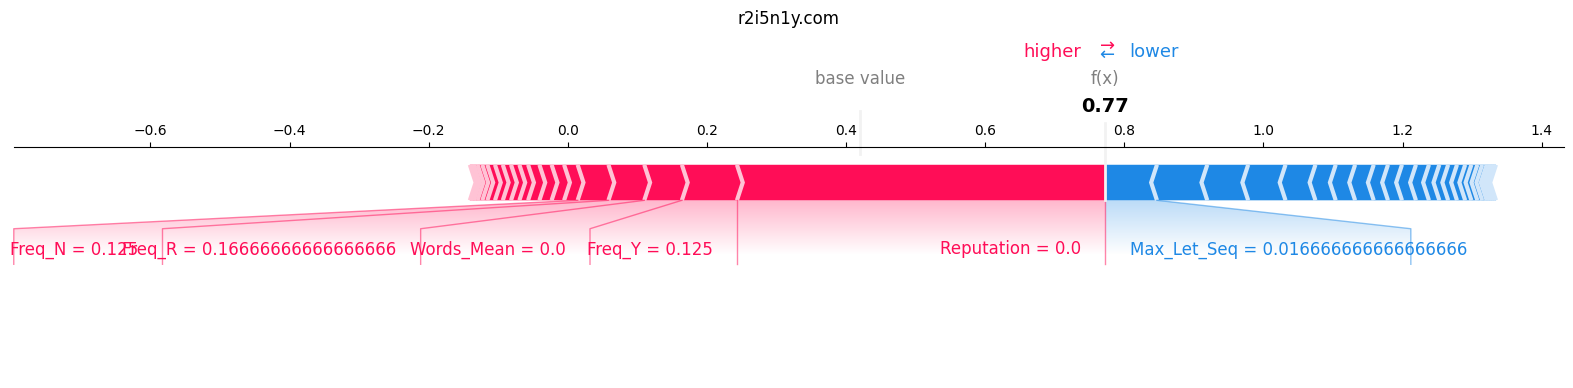 r2i5n1y.com
higher ⇄ lower
base value f(x)
0.77
−0.6 −0.4 −0.2 0.0 0.2 0.4 0.6 0.8 1.0 1.2 1.4
Freq_N = 0.125 Freq_R = 0.16666666666666666 Words_Mean = 0.0 Freq_Y = 0.125 Reputation = 0.0 Max_Let_Seq = 0.016666666666666666